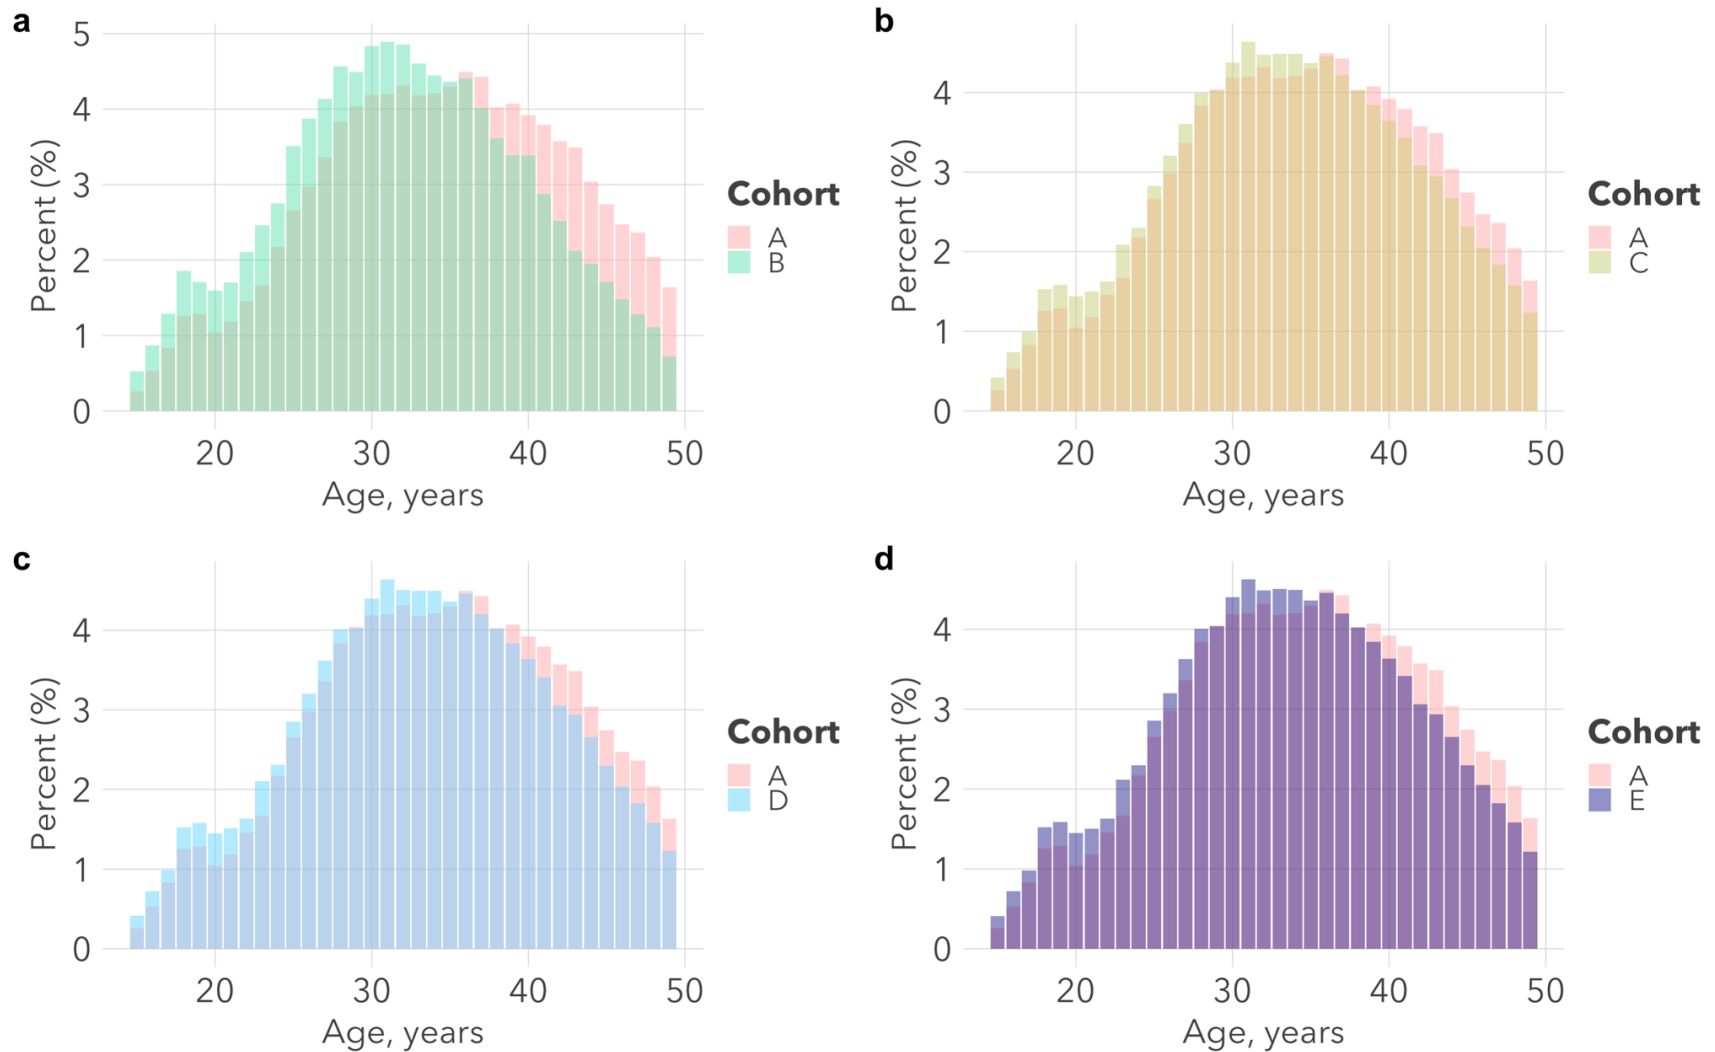 a
5
4
3
2
1
0
Percent (%)
20 30 40 50
Age, years
Cohort
A
B
b
4
3
2
1
0
Percent (%)
20 30 40 50
Age, years
Cohort
A
C
c
4
3
2
1
0
Percent (%)
20 30 40 50
Age, years
Cohort
A
D
d
4
3
2
1
0
Percent (%)
20 30 40 50
Age, years
Cohort
A
E